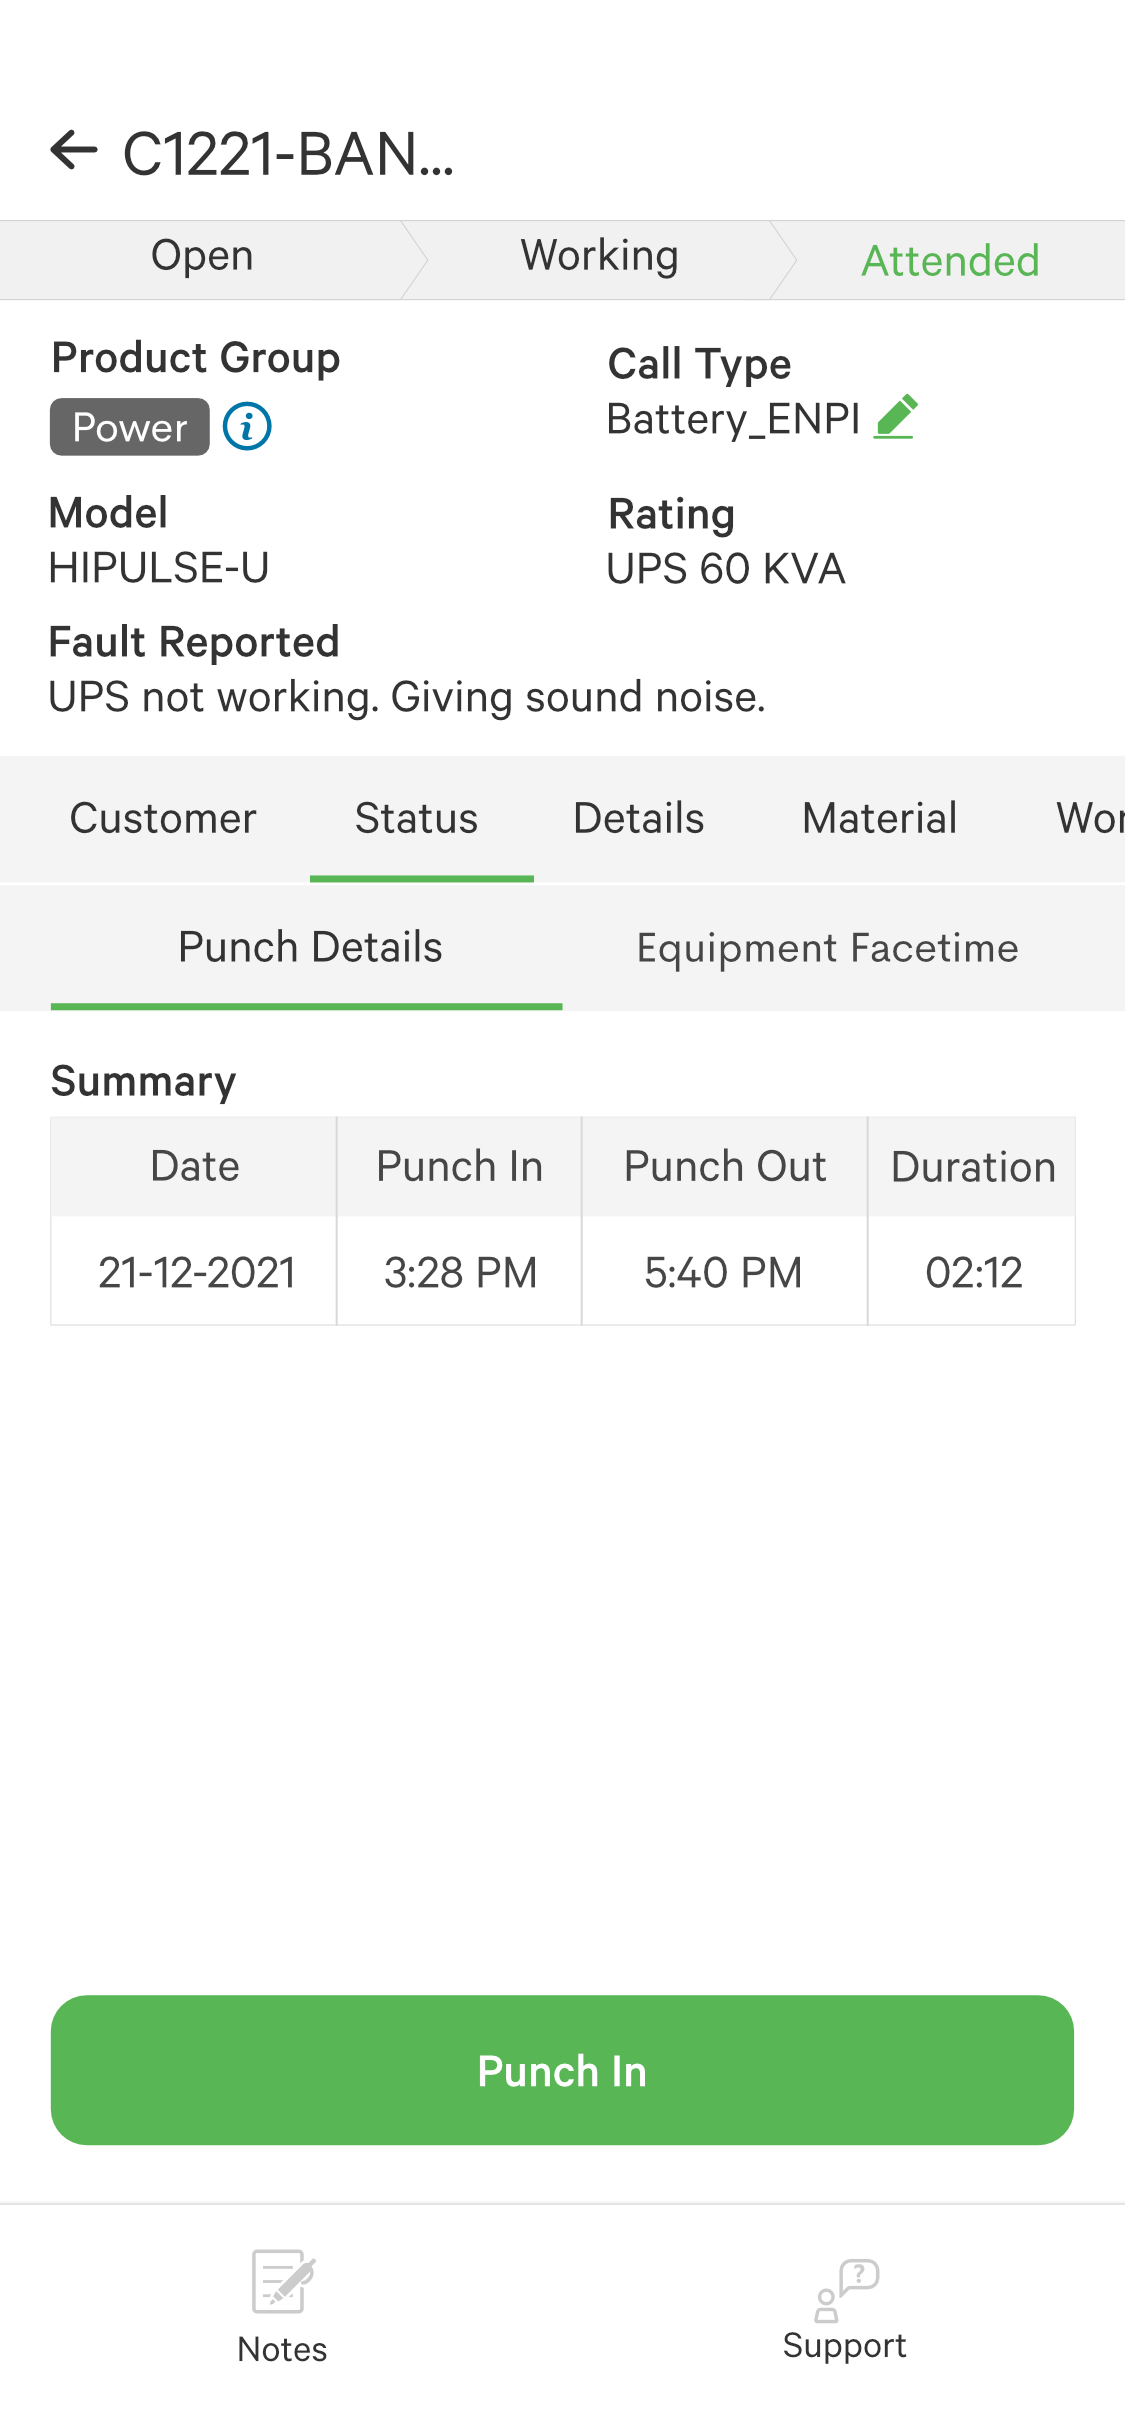 C1221-BAN...
Open Working Attended
Product Group Call Type
Power i Battery_ENPI
Model Rating
HIPULSE-U UPS 60 KVA
Fault Reported
UPS not working. Giving sound noise.
Customer Status Details Material Wor
Punch Details Equipment Facetime
Summary
Date Punch In Punch Out Duration
21-12-2021 3:28 PM 5:40 PM 02:12
Punch In
?
Notes Support